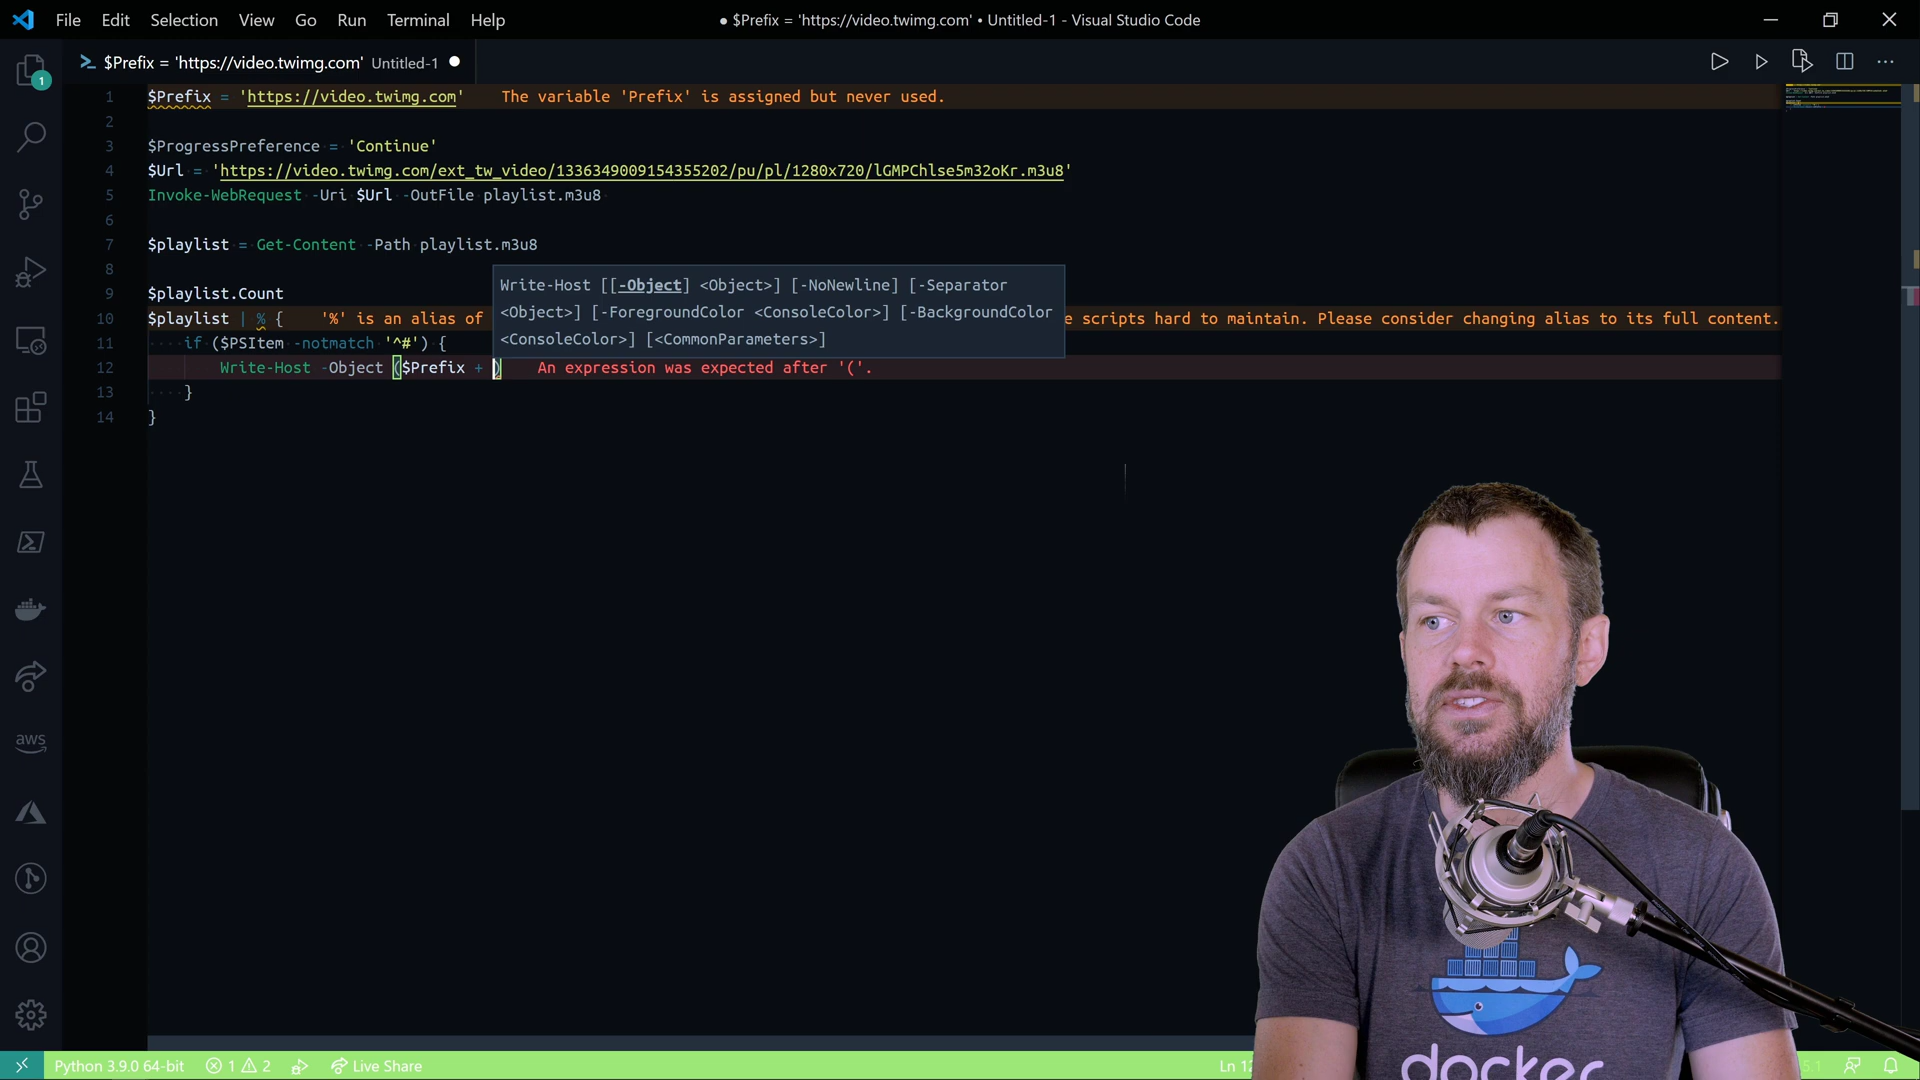 File Edit Selection View Go Run Terminal Help
● $Prefix = 'https://video.twimg.com' • Untitled-1 - Visual Studio Code
1
$Prefix = 'https://video.twimg.com' Untitled-1
1 $Prefix = 'https://video.twimg.com' The variable 'Prefix' is assigned but never used.
2
3 $ProgressPreference = 'Continue'
4 $Url = 'https://video.twimg.com/ext_tw_video/1336349009154355202/pu/pl/1280x720/lGMPChlse5m32oKr.m3u8'
5 Invoke-WebRequest -Uri $Url -OutFile playlist.m3u8
6
7 $playlist = Get-Content -Path playlist.m3u8
8
Write-Host [[-Object] <Object>] [-NoNewline] [-Separator
<Object>] [-ForegroundColor <ConsoleColor>] [-BackgroundColor
<ConsoleColor>] [<CommonParameters>]
9 $playlist.Count
10 $playlist | % { '%' is an alias of e scripts hard to maintain. Please consider changing alias to its full content.
11 if ($PSItem -notmatch '^#') {
12 Write-Host -Object ($Prefix + ) An expression was expected after '('.
13 }
14 }
aws
docker
Python 3.9.0 64-bit 1 2 Live Share Ln 12